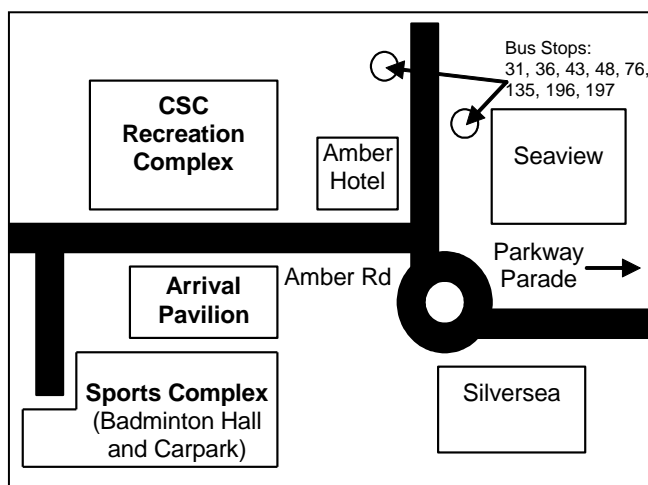 Bus Stops:
31, 36, 43, 48, 76,
135, 196, 197
CSC
Recreation
Complex
Amber
Hotel
Seaview
Parkway
Parade
Amber Rd
Arrival
Pavilion
Sports Complex
(Badminton Hall
and Carpark)
Silversea